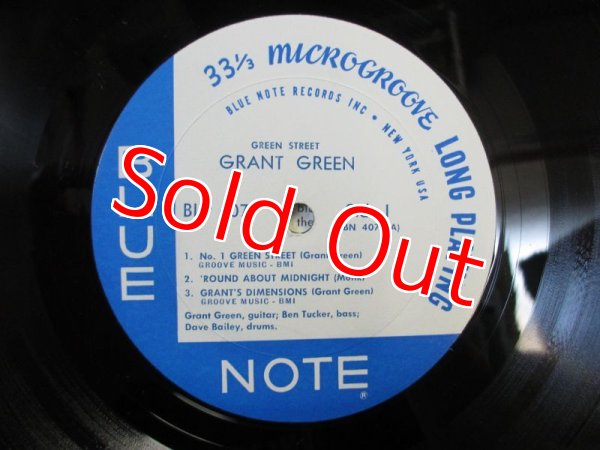 33⅓ MICROGROOVE LONG PLAYING
BLUE NOTE RECORDS INC • NEW YORK USA
GREEN STREET
GRANT GREEN
1. No. 1 GREEN STREET (Grant Green)
GROOVE MUSIC - BMI
2. 'ROUND ABOUT MIDNIGHT (Monk)
3. GRANT'S DIMENSIONS (Grant Green)
GROOVE MUSIC - BMI
Grant Green, guitar; Ben Tucker, bass;
Dave Bailey, drums.
BLUE
NOTE
®
Sold Out